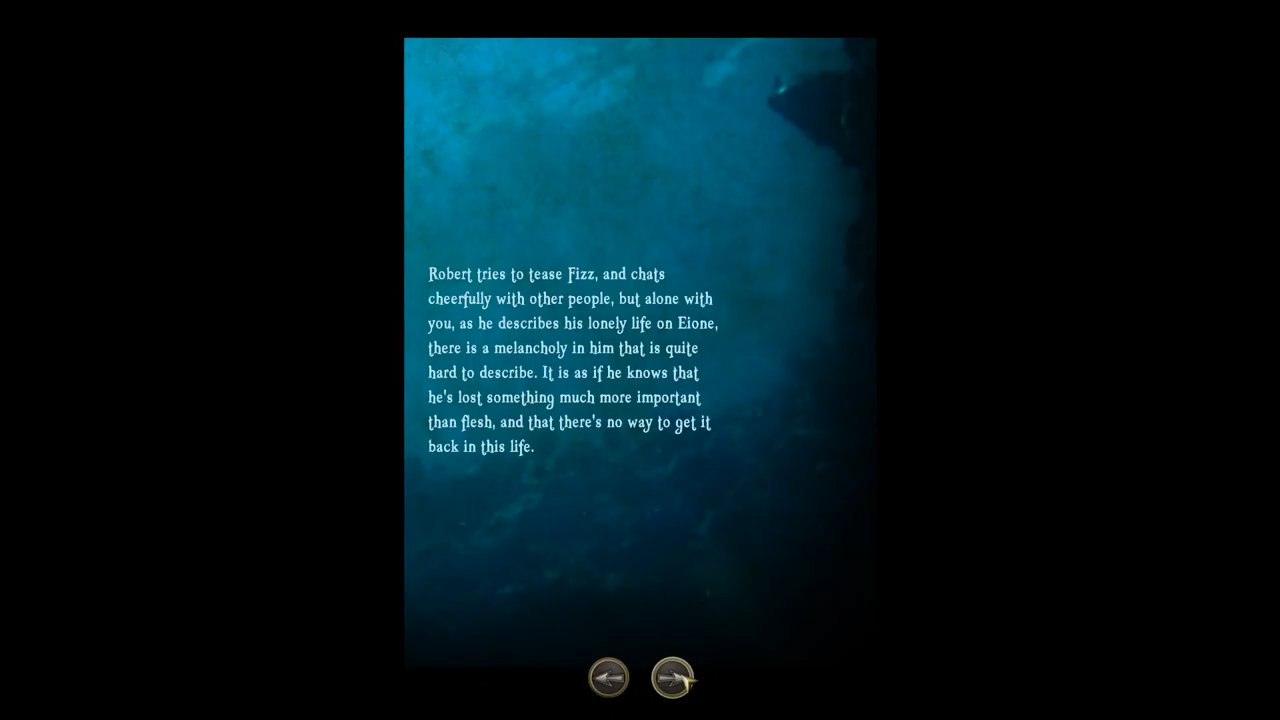 Robert tries to tease Fizz, and chats
cheerfully with other people, but alone with
you, as he describes his lonely life on Eione,
there is a melancholy in him that is quite
hard to describe. It is as if he knows that
he's lost something much more important
than flesh, and that there's no way to get it
back in this life.